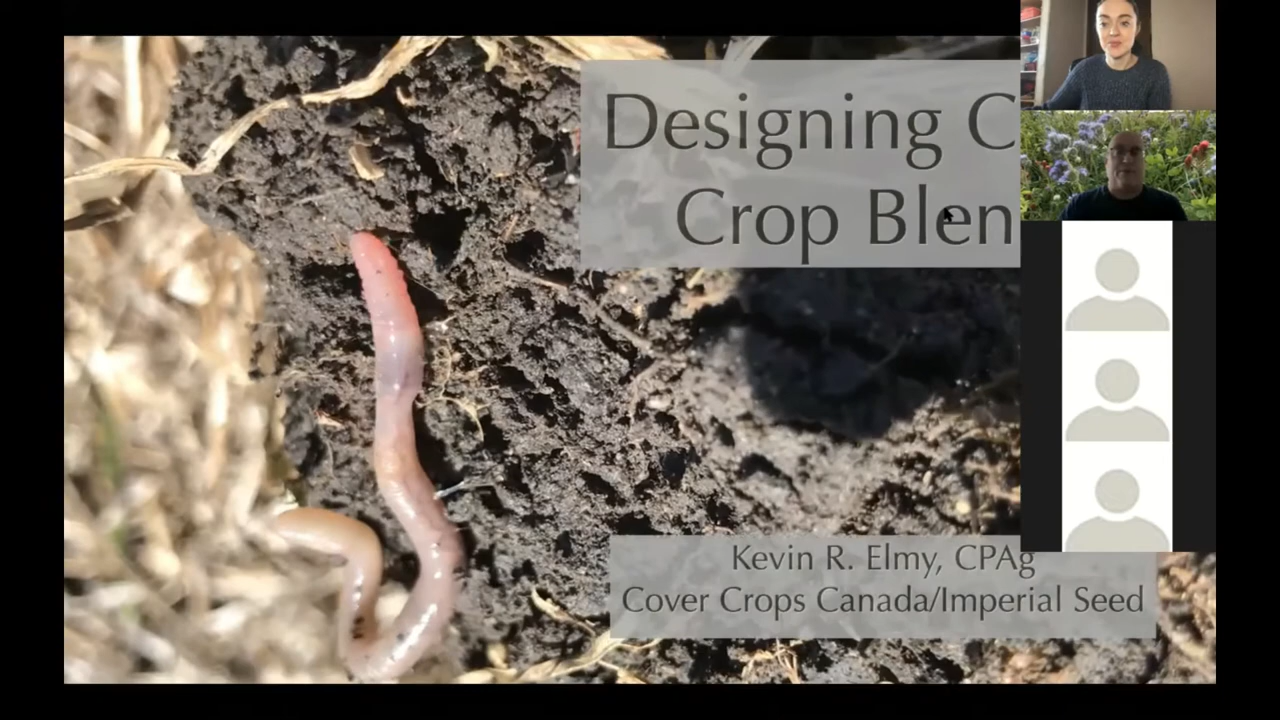 Designing C
Crop Blen
Kevin R. Elmy, CPAg
Cover Crops Canada/Imperial Seed